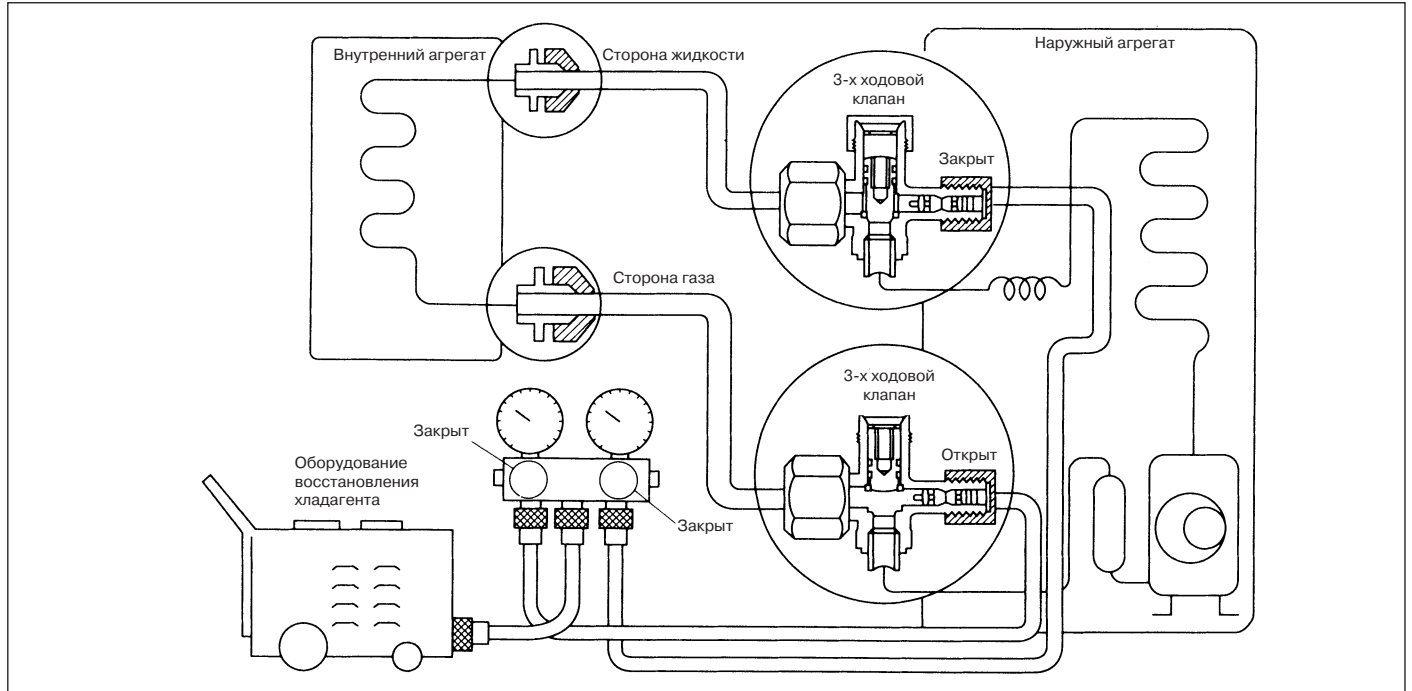 Внутренний агрегат
Сторона жидкости
Наружный агрегат
3-х ходовой
клапан
Закрыт
Сторона газа
3-х ходовой
клапан
Открыт
Закрыт
Закрыт
Оборудование
восстановления
хладагента